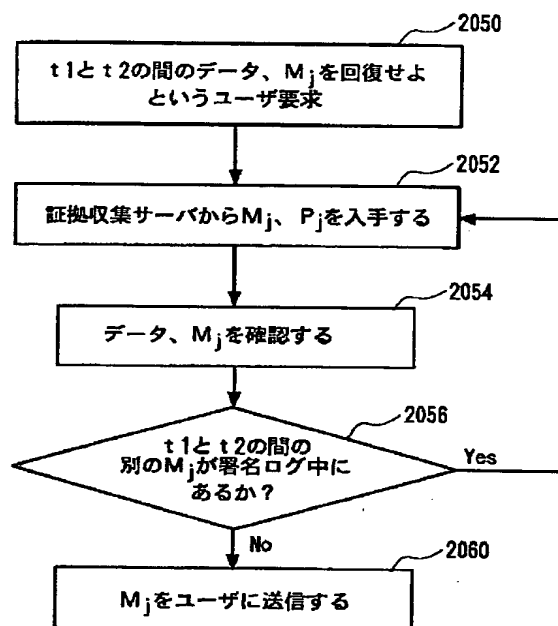 2050
t1とt2の間のデータ、Mjを回復せよ
というユーザ要求
2052
証拠収集サーバからMj、Pjを入手する
2054
データ、Mjを確認する
2056
t1とt2の間の
別のMjが署名ログ中に
あるか？
Yes
No
2060
Mjをユーザに送信する